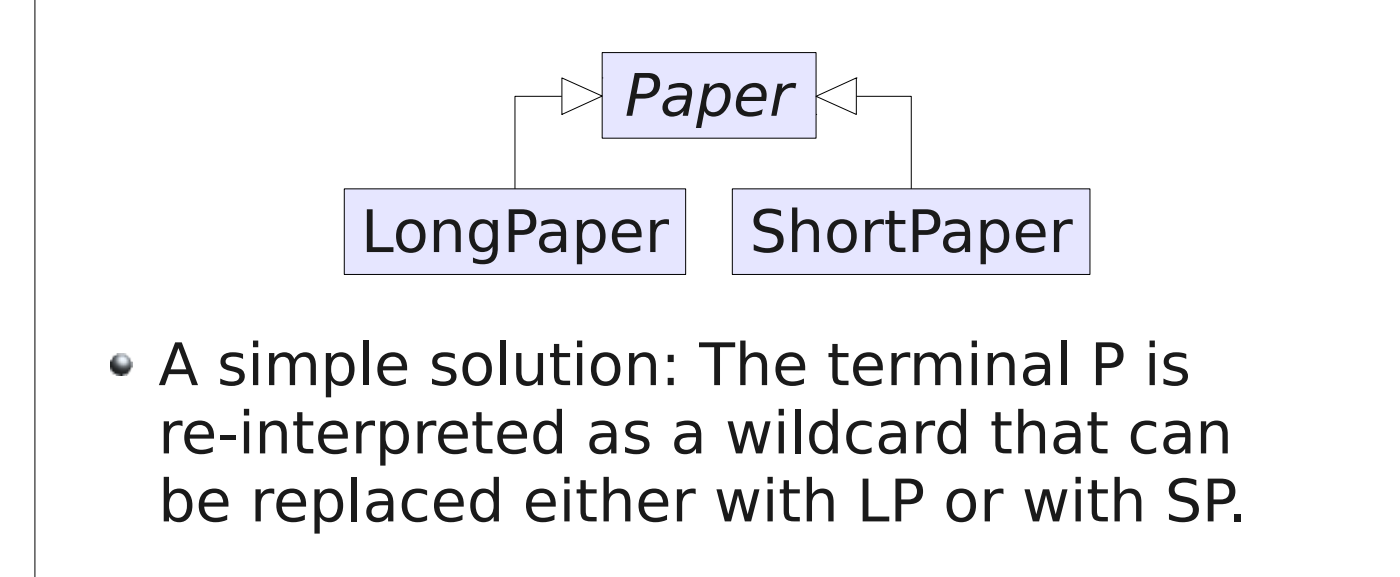 Paper
LongPaper
ShortPaper
A simple solution: The terminal P is
re-interpreted as a wildcard that can
be replaced either with LP or with SP.